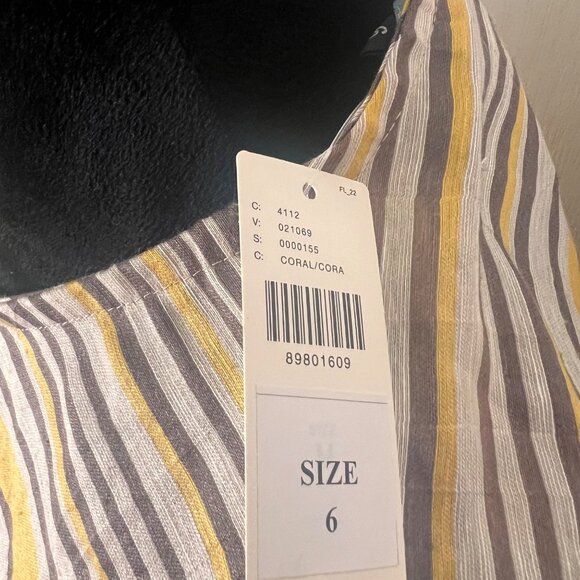 FL_22
C: 4112
V: 021069
S: 0000155
C: CORAL/CORA
89801609
SIZE
6